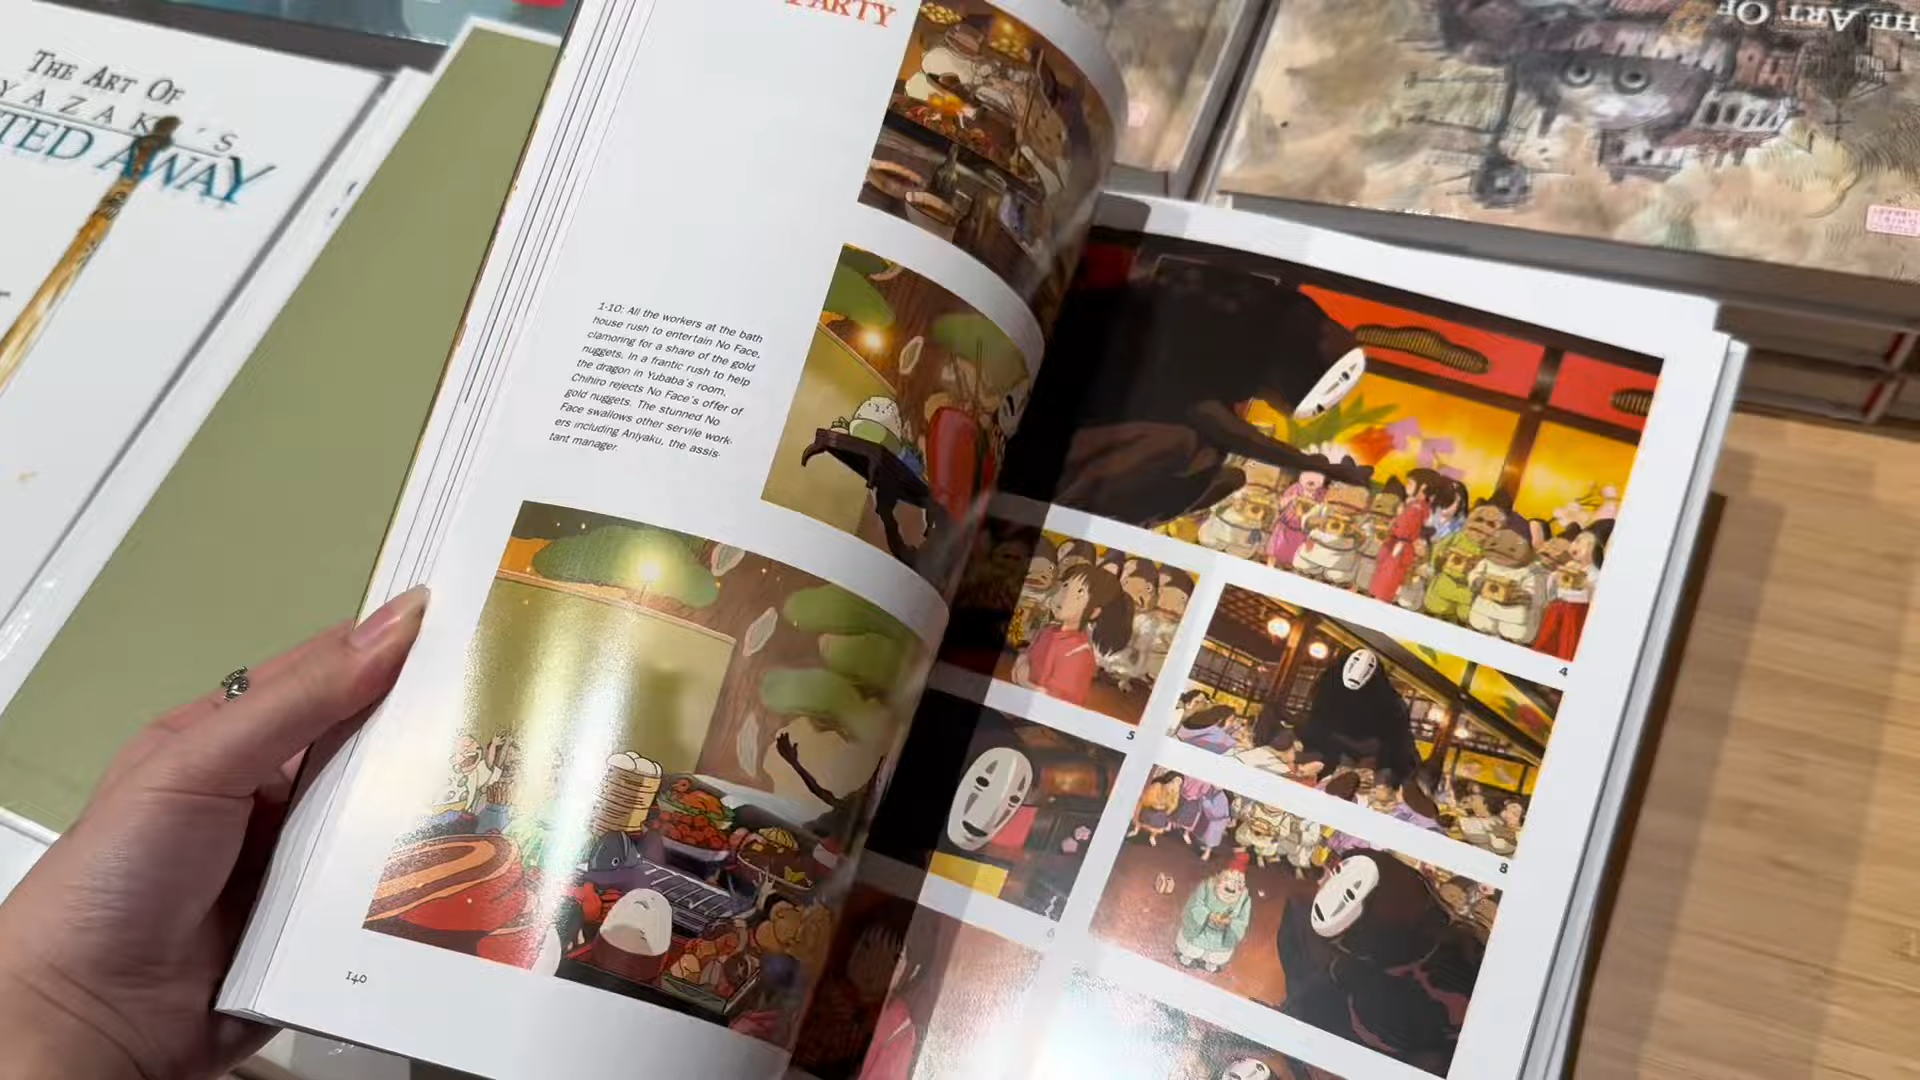 THE ART OF
YAZAKI'S
TED AWAY
PARTY
HE ART OF
1-10: All the workers at the bath
house rush to entertain No Face,
clamoring for a share of the gold
nuggets. In a frantic rush to help
the dragon in Yubaba's room,
Chihiro rejects No Face's offer of
gold nuggets. The stunned No
Face swallows other servile work-
ers including Aniyaku, the assis-
tant manager.
4
5
8
6
140